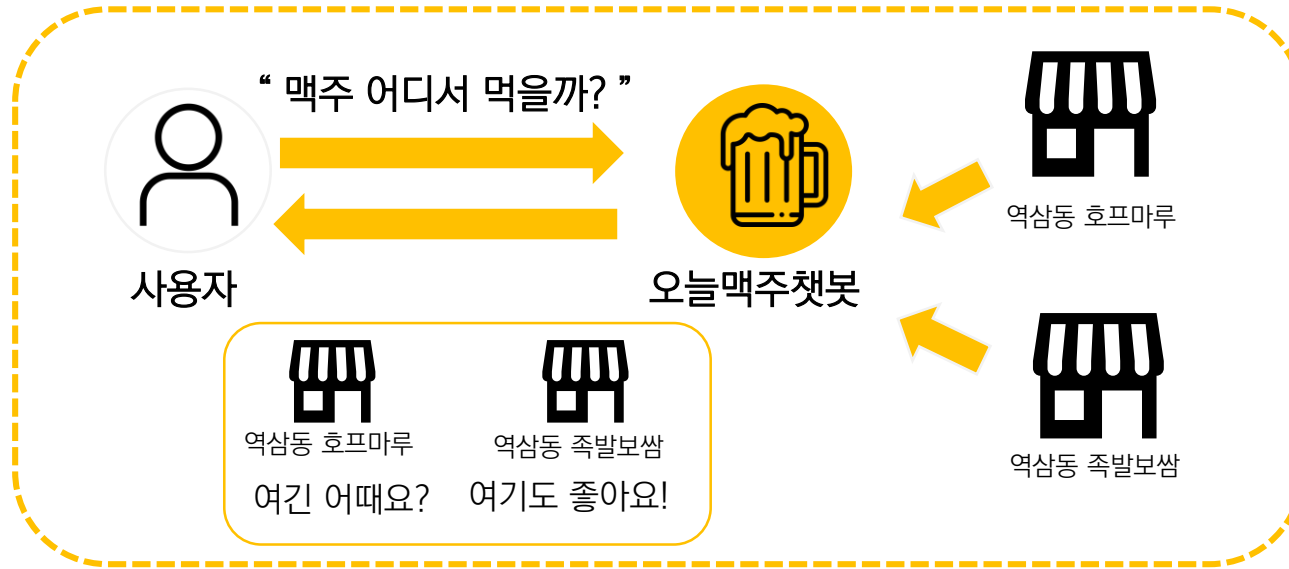 “ 맥주 어디서 먹을까? ”
사용자
오늘맥주챗봇
역삼동 호프마루
역삼동 족발보쌈
역삼동 호프마루
여긴 어때요?
역삼동 족발보쌈
여기도 좋아요!